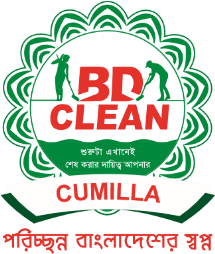 BD
CLEAN
শুরুটা এখানেই
শেষ করার দায়িত্ব আপনার
CUMILLA
পরিচ্ছন্ন বাংলাদেশের স্বপ্ন